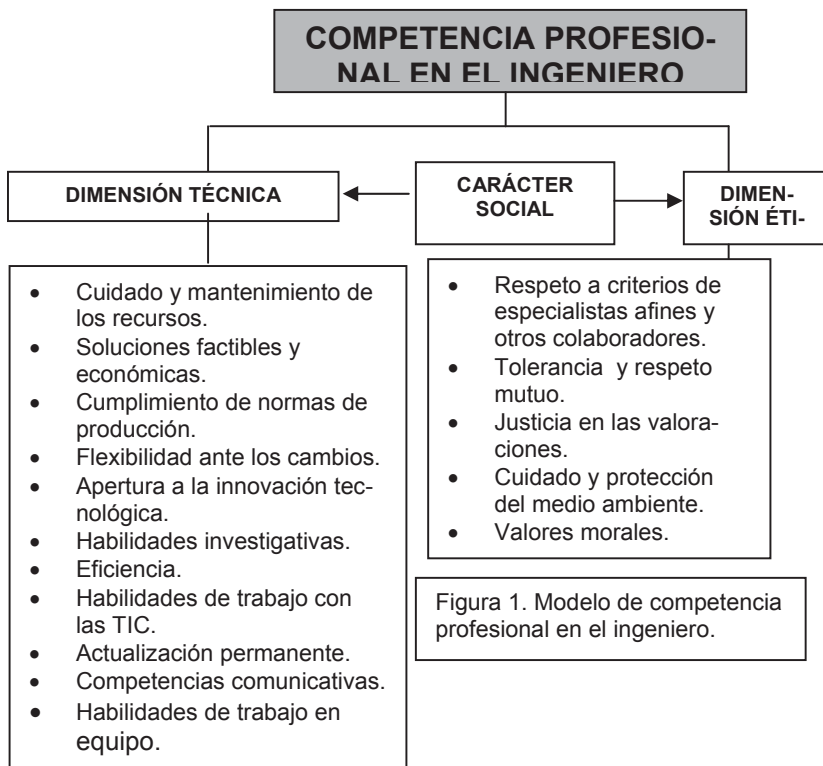 COMPETENCIA PROFESIO-
NAL EN EL INGENIERO
DIMENSIÓN TÉCNICA
CARÁCTER
SOCIAL
DIMEN-
SIÓN ÉTI-
• Cuidado y mantenimiento de
los recursos.
• Soluciones factibles y
económicas.
• Cumplimiento de normas de
producción.
• Flexibilidad ante los cambios.
• Apertura a la innovación tec-
nológica.
• Habilidades investigativas.
• Eficiencia.
• Habilidades de trabajo con
las TIC.
• Actualización permanente.
• Competencias comunicativas.
• Habilidades de trabajo en
equipo.
• Respeto a criterios de
especialistas afines y
otros colaboradores.
• Tolerancia y respeto
mutuo.
• Justicia en las valora-
ciones.
• Cuidado y protección
del medio ambiente.
• Valores morales.
Figura 1. Modelo de competencia
profesional en el ingeniero.